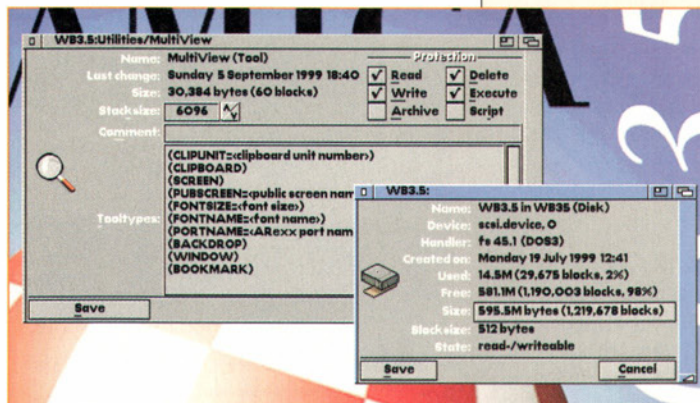 WB3.5:Utilities/MultiView
Name: MultiView (Tool)
Last change: Sunday 5 September 1999 18:40
Size: 30,384 bytes (60 blocks)
Stacksize: 6096
Protection
Read Delete
Write Execute
Archive Script
Comment:
Tooltypes:
(CLIPUNIT=<clipboard unit number>)
(CLIPBOARD)
(SCREEN)
(PUBSCREEN=<public screen nam
(FONTSIZE=<font size>)
(FONTNAME=<font name>)
(PORTNAME=<ARexx port nam
(BACKDROP)
(WINDOW)
(BOOKMARK)
Save
WB3.5:
Name: WB3.5 in WB35 (Disk)
Device: scsi.device, 0
Handler: fs 45.1 (DOS3)
Created on: Monday 19 July 1999 12:41
Used: 14.5M (29,675 blocks, 2%)
Free: 581.1M (1,190,003 blocks, 98%)
Size: 595.5M bytes (1,219,678 blocks)
Blocksize: 512 bytes
State: read-/writeable
Save Cancel